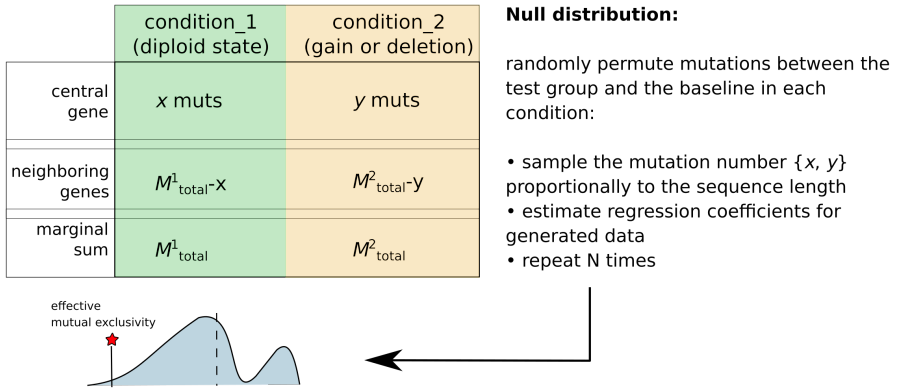 condition_1 condition_2
(diploid state) (gain or deletion)
central
gene
x muts y muts
neighboring
genes
M¹total-x M²total-y
marginal
sum
M¹total M²total
Null distribution:
randomly permute mutations between the
test group and the baseline in each
condition:
• sample the mutation number {x, y}
proportionally to the sequence length
• estimate regression coefficients for
generated data
• repeat N times
effective
mutual exclusivity